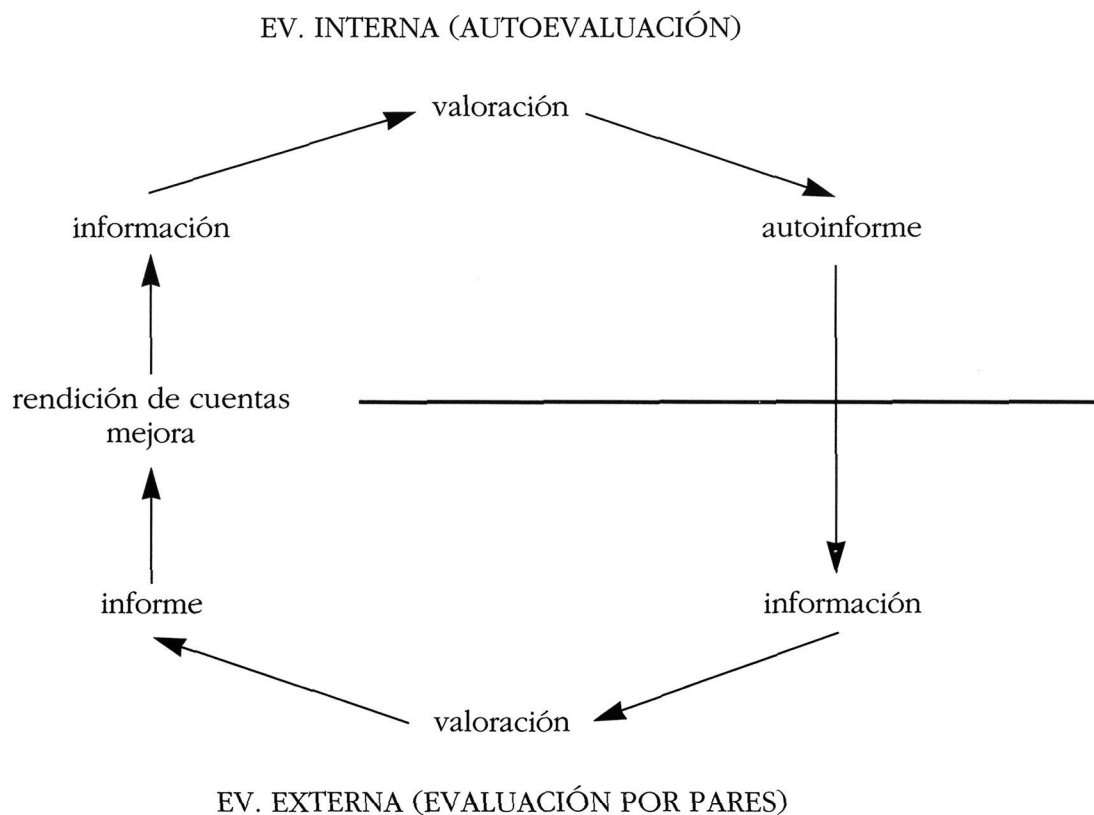 EV. INTERNA (AUTOEVALUACIÓN)
valoración
información
autoinforme
rendición de cuentas
mejora
informe
información
valoración
EV. EXTERNA (EVALUACIÓN POR PARES)